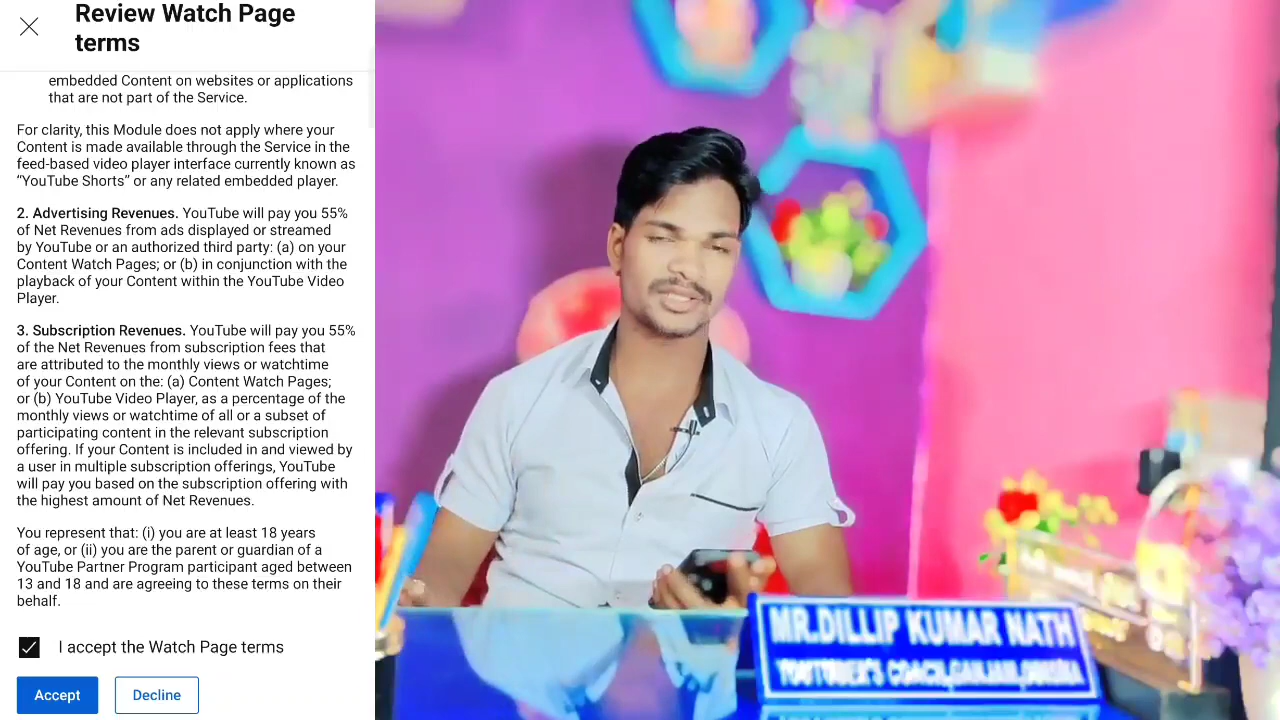 Review Watch Page
terms
embedded Content on websites or applications
that are not part of the Service.
For clarity, this Module does not apply where your
Content is made available through the Service in the
feed-based video player interface currently known as
“YouTube Shorts” or any related embedded player.
2. Advertising Revenues. YouTube will pay you 55%
of Net Revenues from ads displayed or streamed
by YouTube or an authorized third party: (a) on your
Content Watch Pages; or (b) in conjunction with the
playback of your Content within the YouTube Video
Player.
3. Subscription Revenues. YouTube will pay you 55%
of the Net Revenues from subscription fees that
are attributed to the monthly views or watchtime
of your Content on the: (a) Content Watch Pages;
or (b) YouTube Video Player, as a percentage of the
monthly views or watchtime of all or a subset of
participating content in the relevant subscription
offering. If your Content is included in and viewed by
a user in multiple subscription offerings, YouTube
will pay you based on the subscription offering with
the highest amount of Net Revenues.
You represent that: (i) you are at least 18 years
of age, or (ii) you are the parent or guardian of a
YouTube Partner Program participant aged between
13 and 18 and are agreeing to these terms on their
behalf.
I accept the Watch Page terms
Accept
Decline
MR.DILLIP KUMAR NATH
YOUTUBER'S COACH,GANJAM,ODISHA